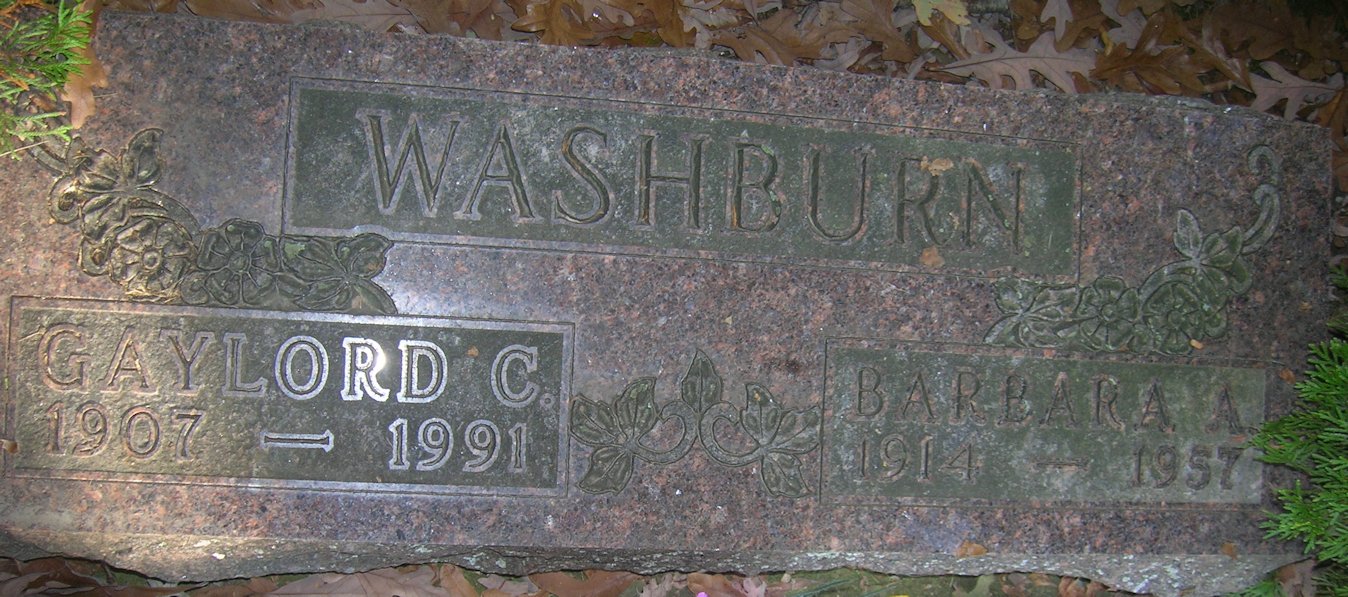 WASHBURN
GAYLORD C.
1907 — 1991
BARBARA A.
1914 — 1957